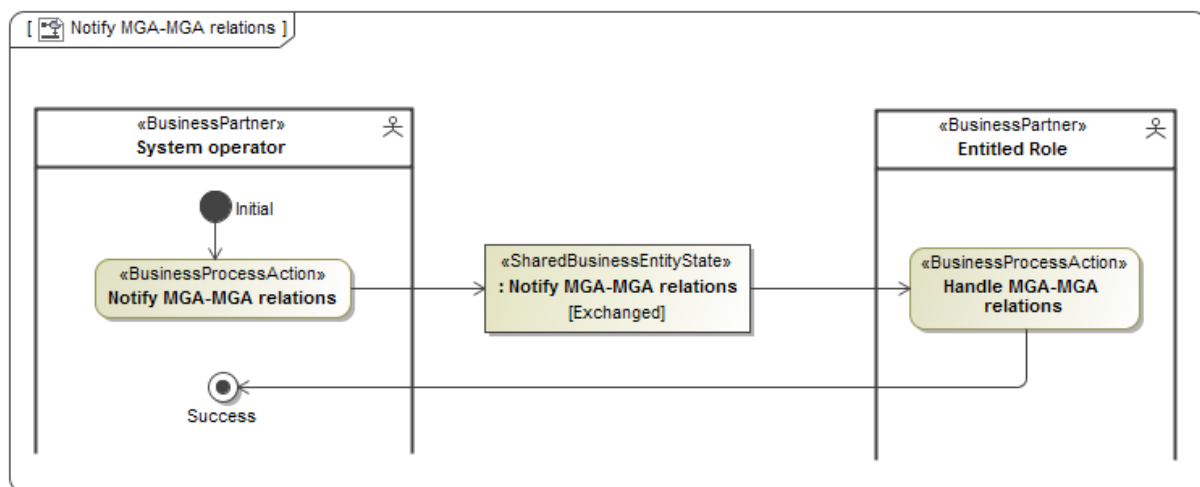 [ Notify MGA-MGA relations ]
«BusinessPartner»
System operator
«BusinessPartner»
Entitled Role
Initial
«BusinessProcessAction»
Notify MGA-MGA relations
«SharedBusinessEntityState»
: Notify MGA-MGA relations
[Exchanged]
«BusinessProcessAction»
Handle MGA-MGA
relations
Success